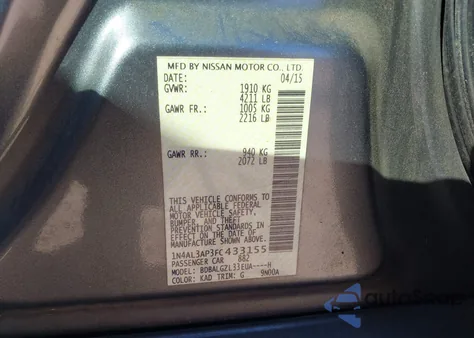 MFD BY NISSAN MOTOR CO., LTD.
DATE: 04/15
GVWR: 1910 KG
4211 LB
GAWR FR.: 1005 KG
2216 LB
GAWR RR.: 940 KG
2072 LB
THIS VEHICLE CONFORMS TO
ALL APPLICABLE FEDERAL
MOTOR VEHICLE SAFETY,
BUMPER, AND THEFT
PREVENTION STANDARDS IN
EFFECT ON THE DATE OF
MANUFACTURE SHOWN ABOVE.
1N4AL3AP3FC433155
PASSENGER CAR 882
MODEL: BDBALGZL33EUA----H
COLOR: KAD TRIM: G 9N00A